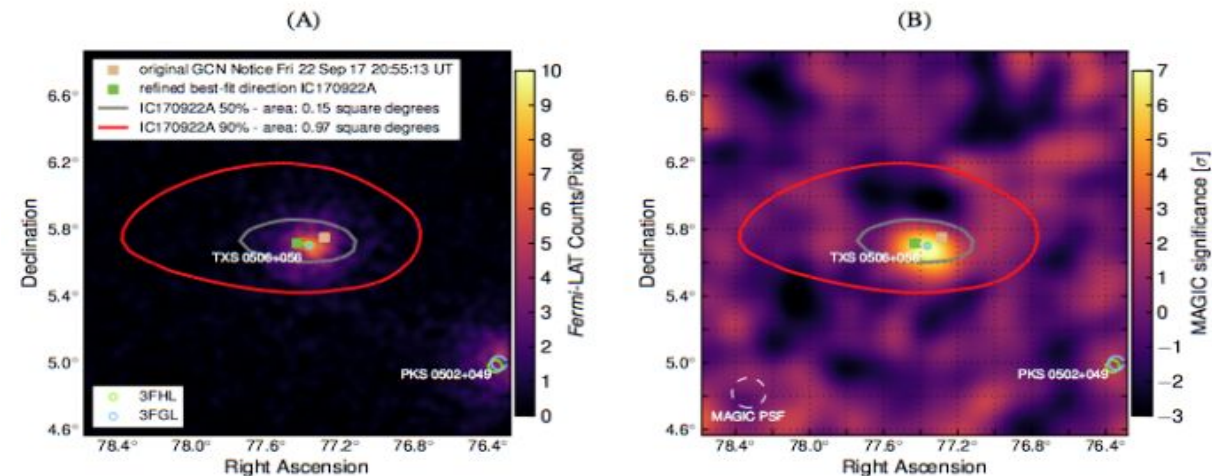 (A)
(B)
original GCN Notice Fri 22 Sep 17 20:55:13 UT
refined best-fit direction IC170922A
IC170922A 50% - area: 0.15 square degrees
IC170922A 90% - area: 0.97 square degrees
6.6°
6.2°
5.8°
5.4°
5.0°
4.6°
Declination
TXS 0506+056
PKS 0502+049
3FHL
3FGL
78.4° 78.0° 77.6° 77.2° 76.8° 76.4°
Right Ascension
10
9
8
7
6
5
4
3
2
1
0
Fermi-LAT Counts/Pixel
6.6°
6.2°
5.8°
5.4°
5.0°
4.6°
Declination
TXS 0506+056
PKS 0502+049
MAGIC PSF
78.4° 78.0° 77.6° 77.2° 76.8° 76.4°
Right Ascension
7
6
5
4
3
2
1
0
−1
−2
−3
MAGIC significance [σ]